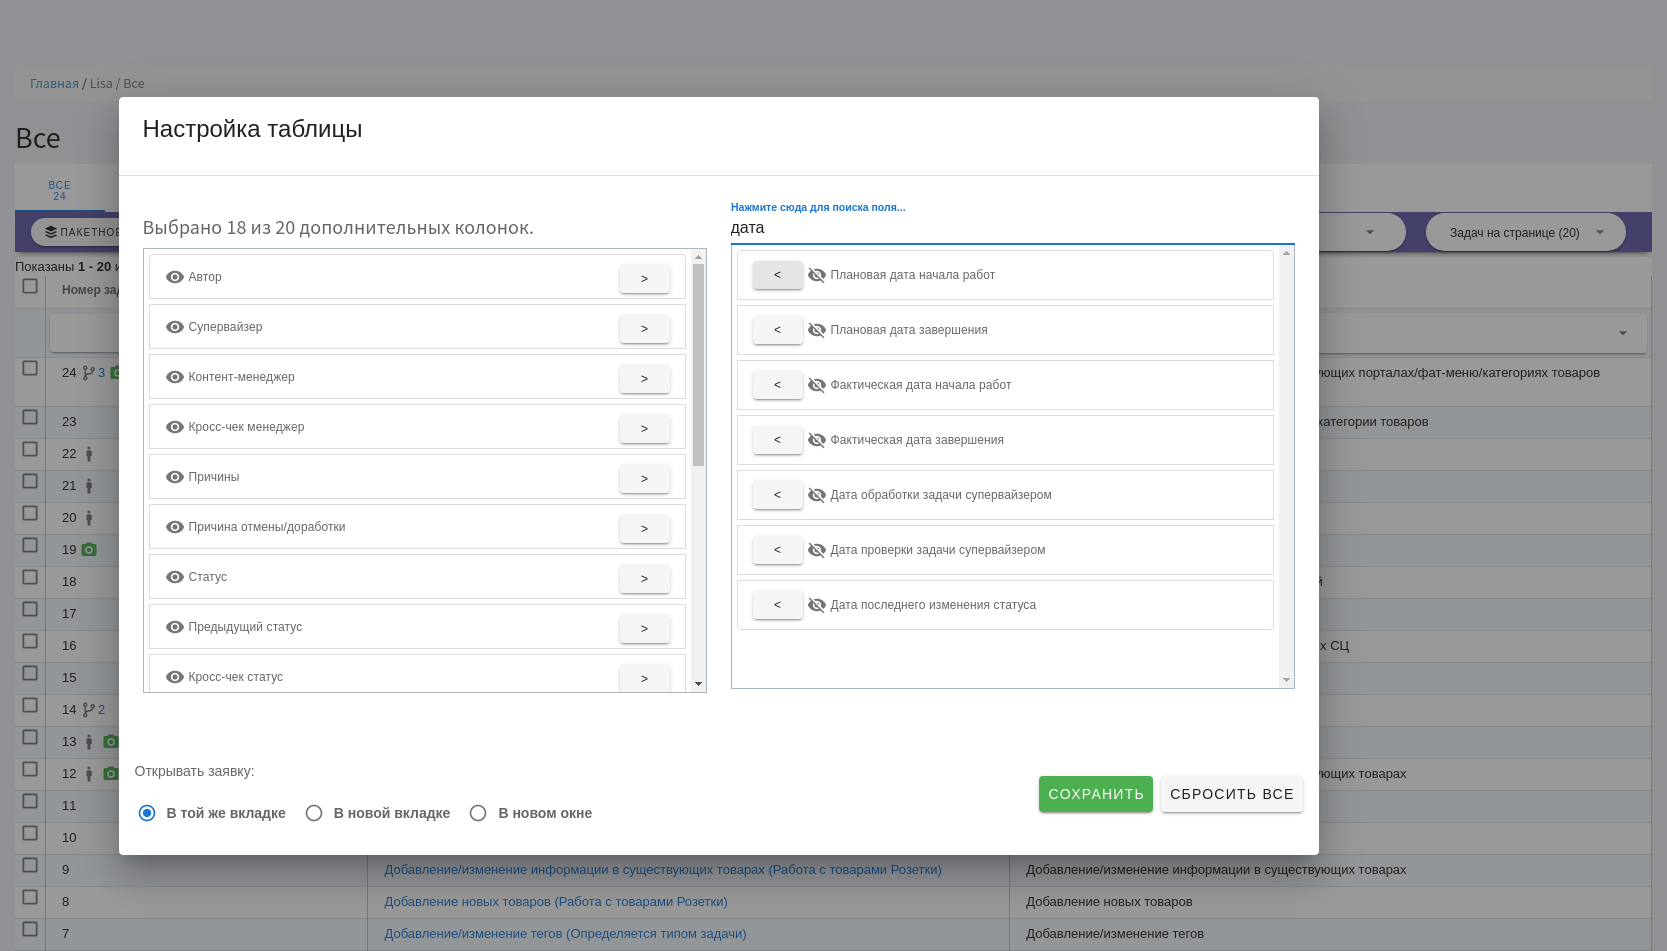 Главная / Lisa / Все
Все
ВСЕ
24
Показаны 1 - 20
Задач на странице (20)
Настройка таблицы
Выбрано 18 из 20 дополнительных колонок.
Автор >
Супервайзер >
Контент-менеджер >
Кросс-чек менеджер >
Причины >
Причина отмены/доработки >
Статус >
Предыдущий статус >
Кросс-чек статус >
Нажмите сюда для поиска поля...
дата
< Плановая дата начала работ
< Плановая дата завершения
< Фактическая дата начала работ
< Фактическая дата завершения
< Дата обработки задачи супервайзером
< Дата проверки задачи супервайзером
< Дата последнего изменения статуса
Открывать заявку:
В той же вкладке В новой вкладке В новом окне
СОХРАНИТЬ СБРОСИТЬ ВСЕ
Номер
24 3 порталах/фат-меню/категориях товаров
23 категории товаров
22
21
20
19
18
17
16 СЦ
15
14 2
13
12 товарах
11
10
9 Добавление/изменение информации в существующих товарах (Работа с товарами Розетки) Добавление/изменение информации в существующих товарах
8 Добавление новых товаров (Работа с товарами Розетки) Добавление новых товаров
7 Добавление/изменение тегов (Определяется типом задачи) Добавление/изменение тегов